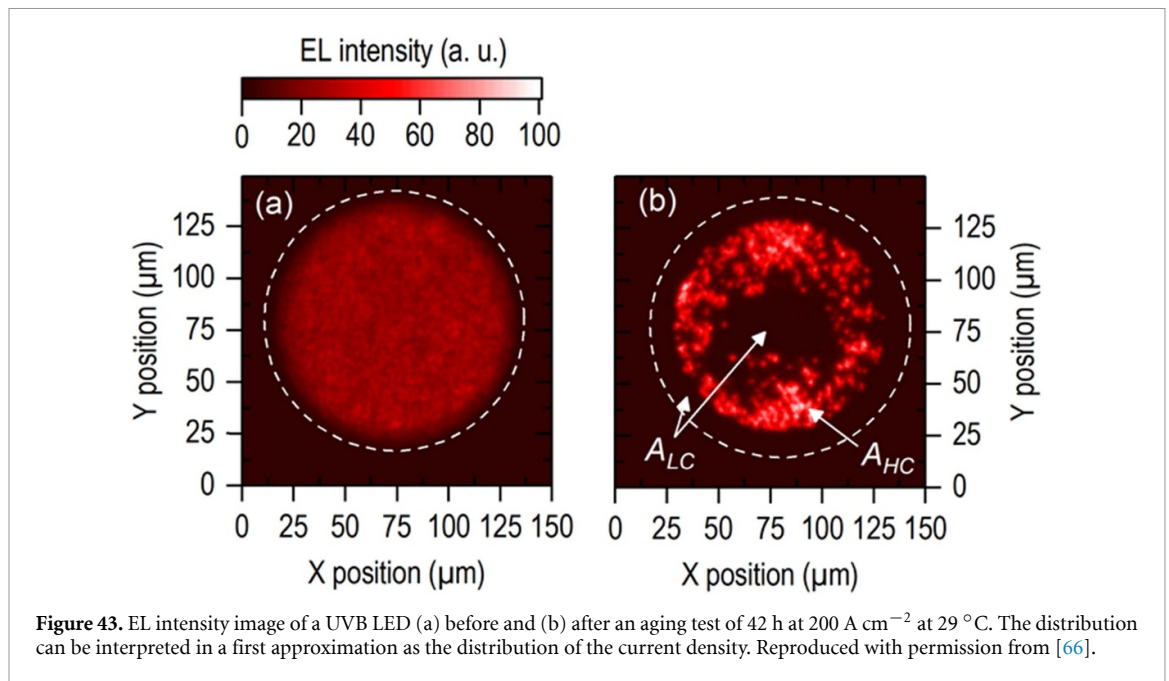 EL intensity (a. u.)
0 20 40 60 80 100
(a)
(b)
Y position (µm)
125
100
75
50
25
0
0 25 50 75 100 125 150
X position (µm)
A_LC
A_HC
125
100
75
50
25
0
Y position (µm)
0 25 50 75 100 125 150
X position (µm)
Figure 43. EL intensity image of a UVB LED (a) before and (b) after an aging test of 42 h at 200 A cm⁻² at 29 °C. The distribution
can be interpreted in a first approximation as the distribution of the current density. Reproduced with permission from [66].